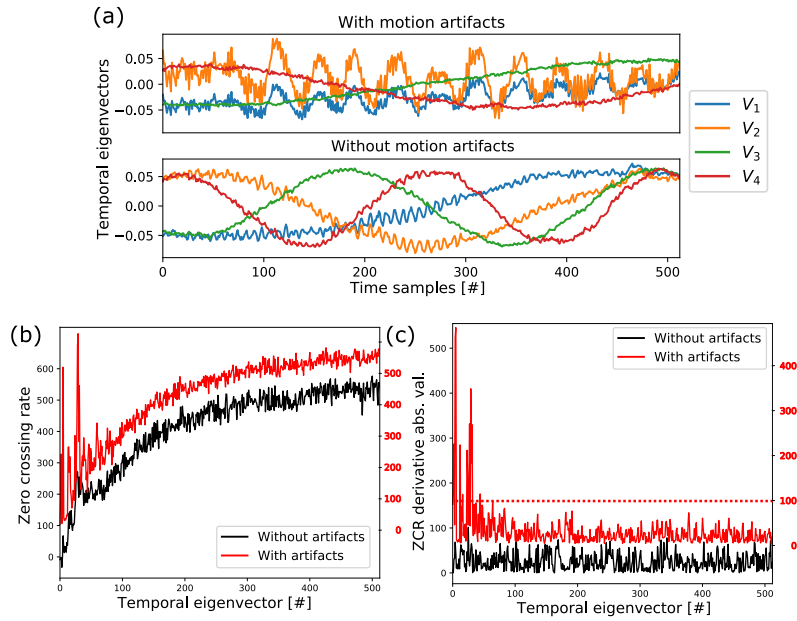 (a)
With motion artifacts
Temporal eigenvectors
0.05
0.00
−0.05
Without motion artifacts
Temporal eigenvectors
0.05
0.00
−0.05
0 100 200 300 400 500
Time samples [#]
V1
V2
V3
V4
(b)
Zero crossing rate
600
500
400
300
200
100
0
500
400
300
200
100
0
Without artifacts
With artifacts
0 100 200 300 400 500
Temporal eigenvector [#]
(c)
ZCR derivative abs. val.
500
400
300
200
100
0
400
300
200
100
0
Without artifacts
With artifacts
0 100 200 300 400 500
Temporal eigenvector [#]